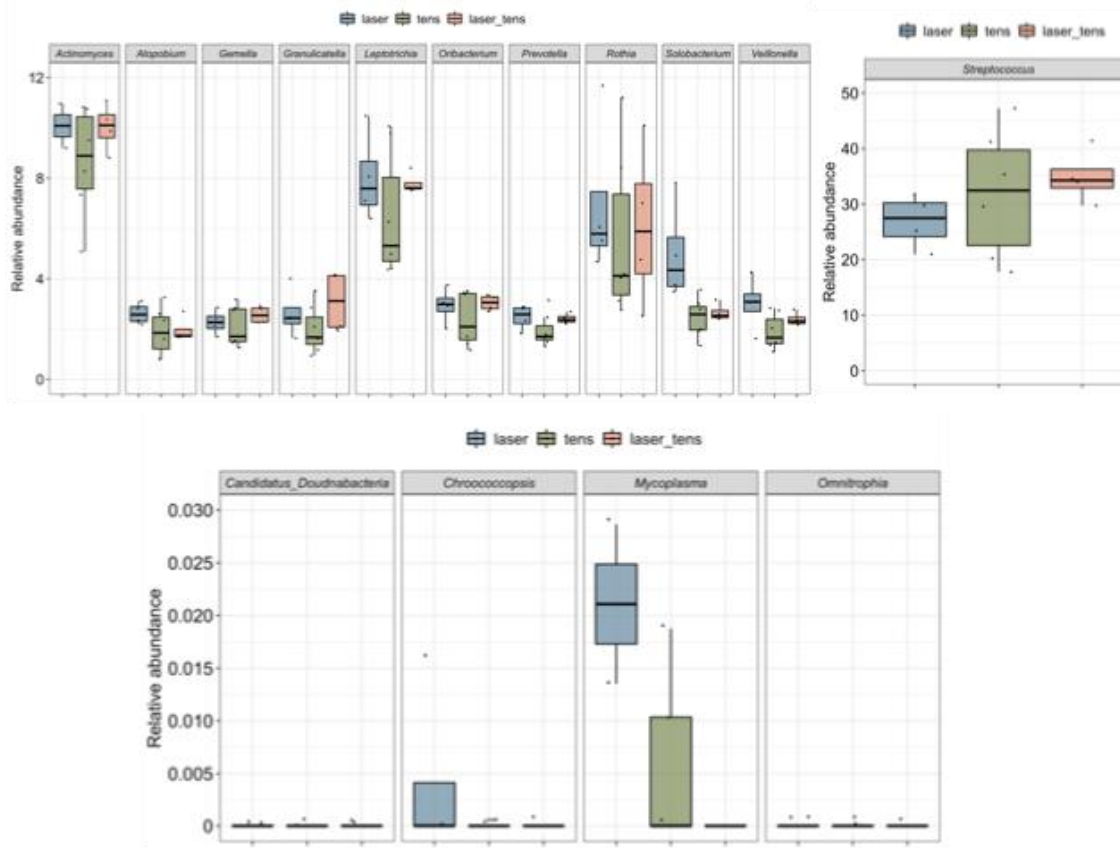 laser tens laser_tens
Actinomyces Atopobium Gemella Granulicatella Leptotrichia Oribacterium Prevotella Rothia Solobacterium Veillonella
Relative abundance
12
8
4
0
laser tens laser_tens
Streptococcus
Relative abundance
50
40
30
20
10
0
laser tens laser_tens
Candidatus_Doudnabacteria Chroococcopsis Mycoplasma Omnitrophia
Relative abundance
0.030
0.025
0.020
0.015
0.010
0.005
0